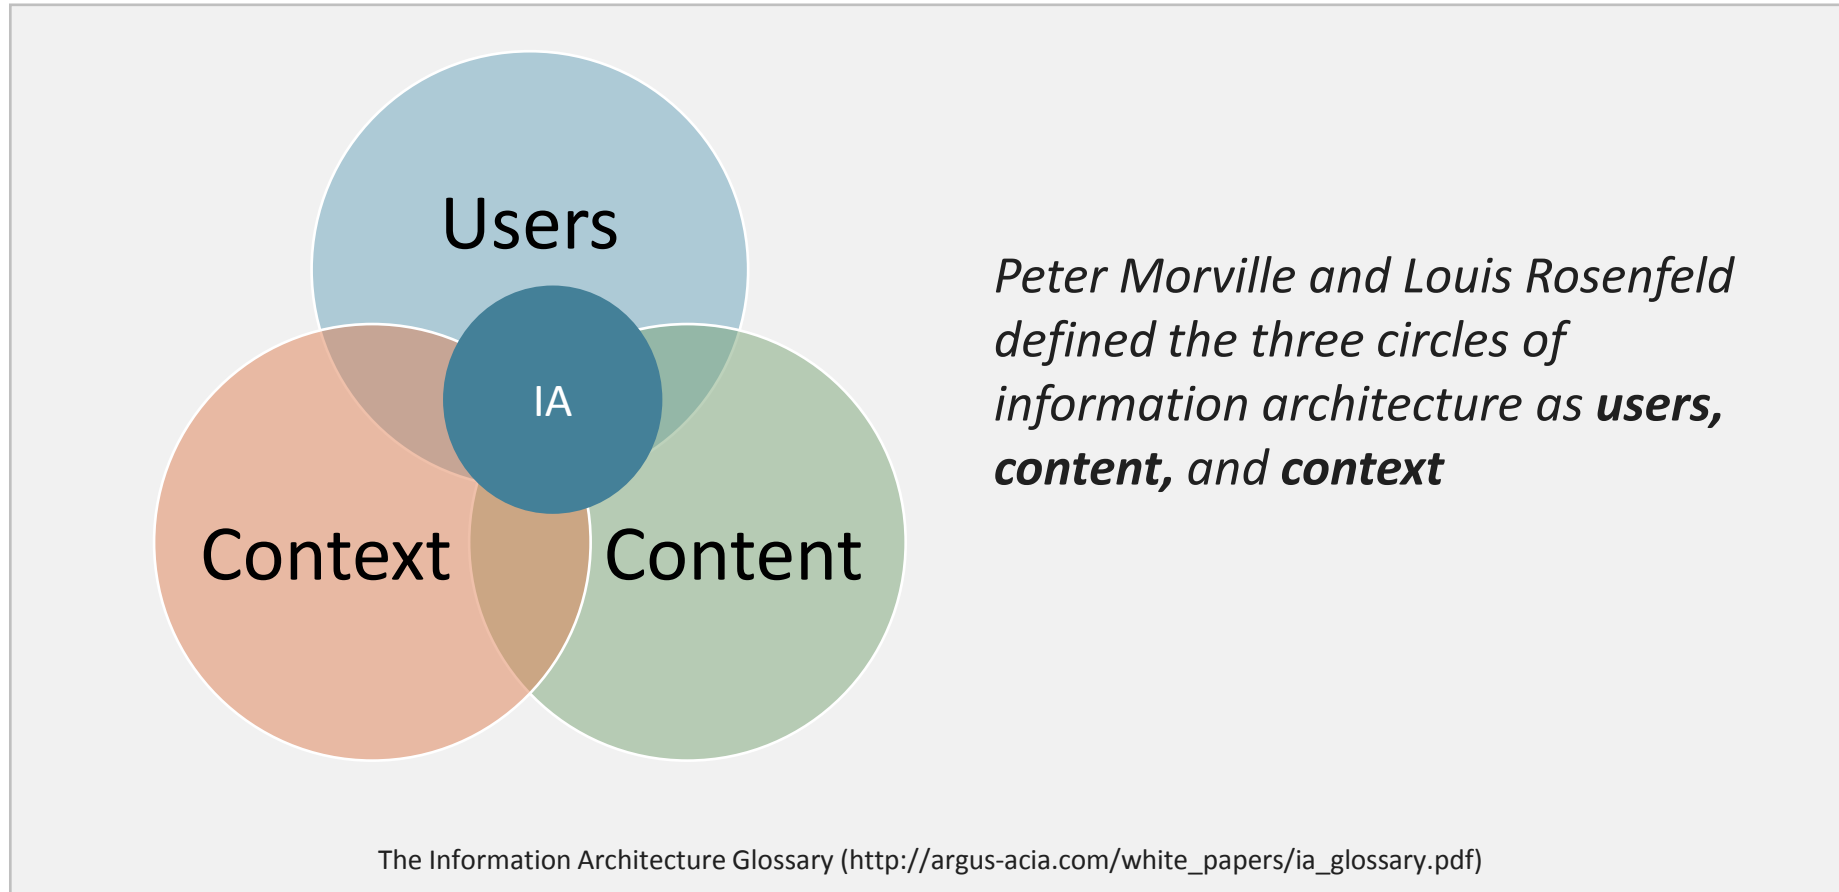 Users
IA
Context
Content
Peter Morville and Louis Rosenfeld
defined the three circles of
information architecture as users,
content, and context
The Information Architecture Glossary (http://argus-acia.com/white_papers/ia_glossary.pdf)